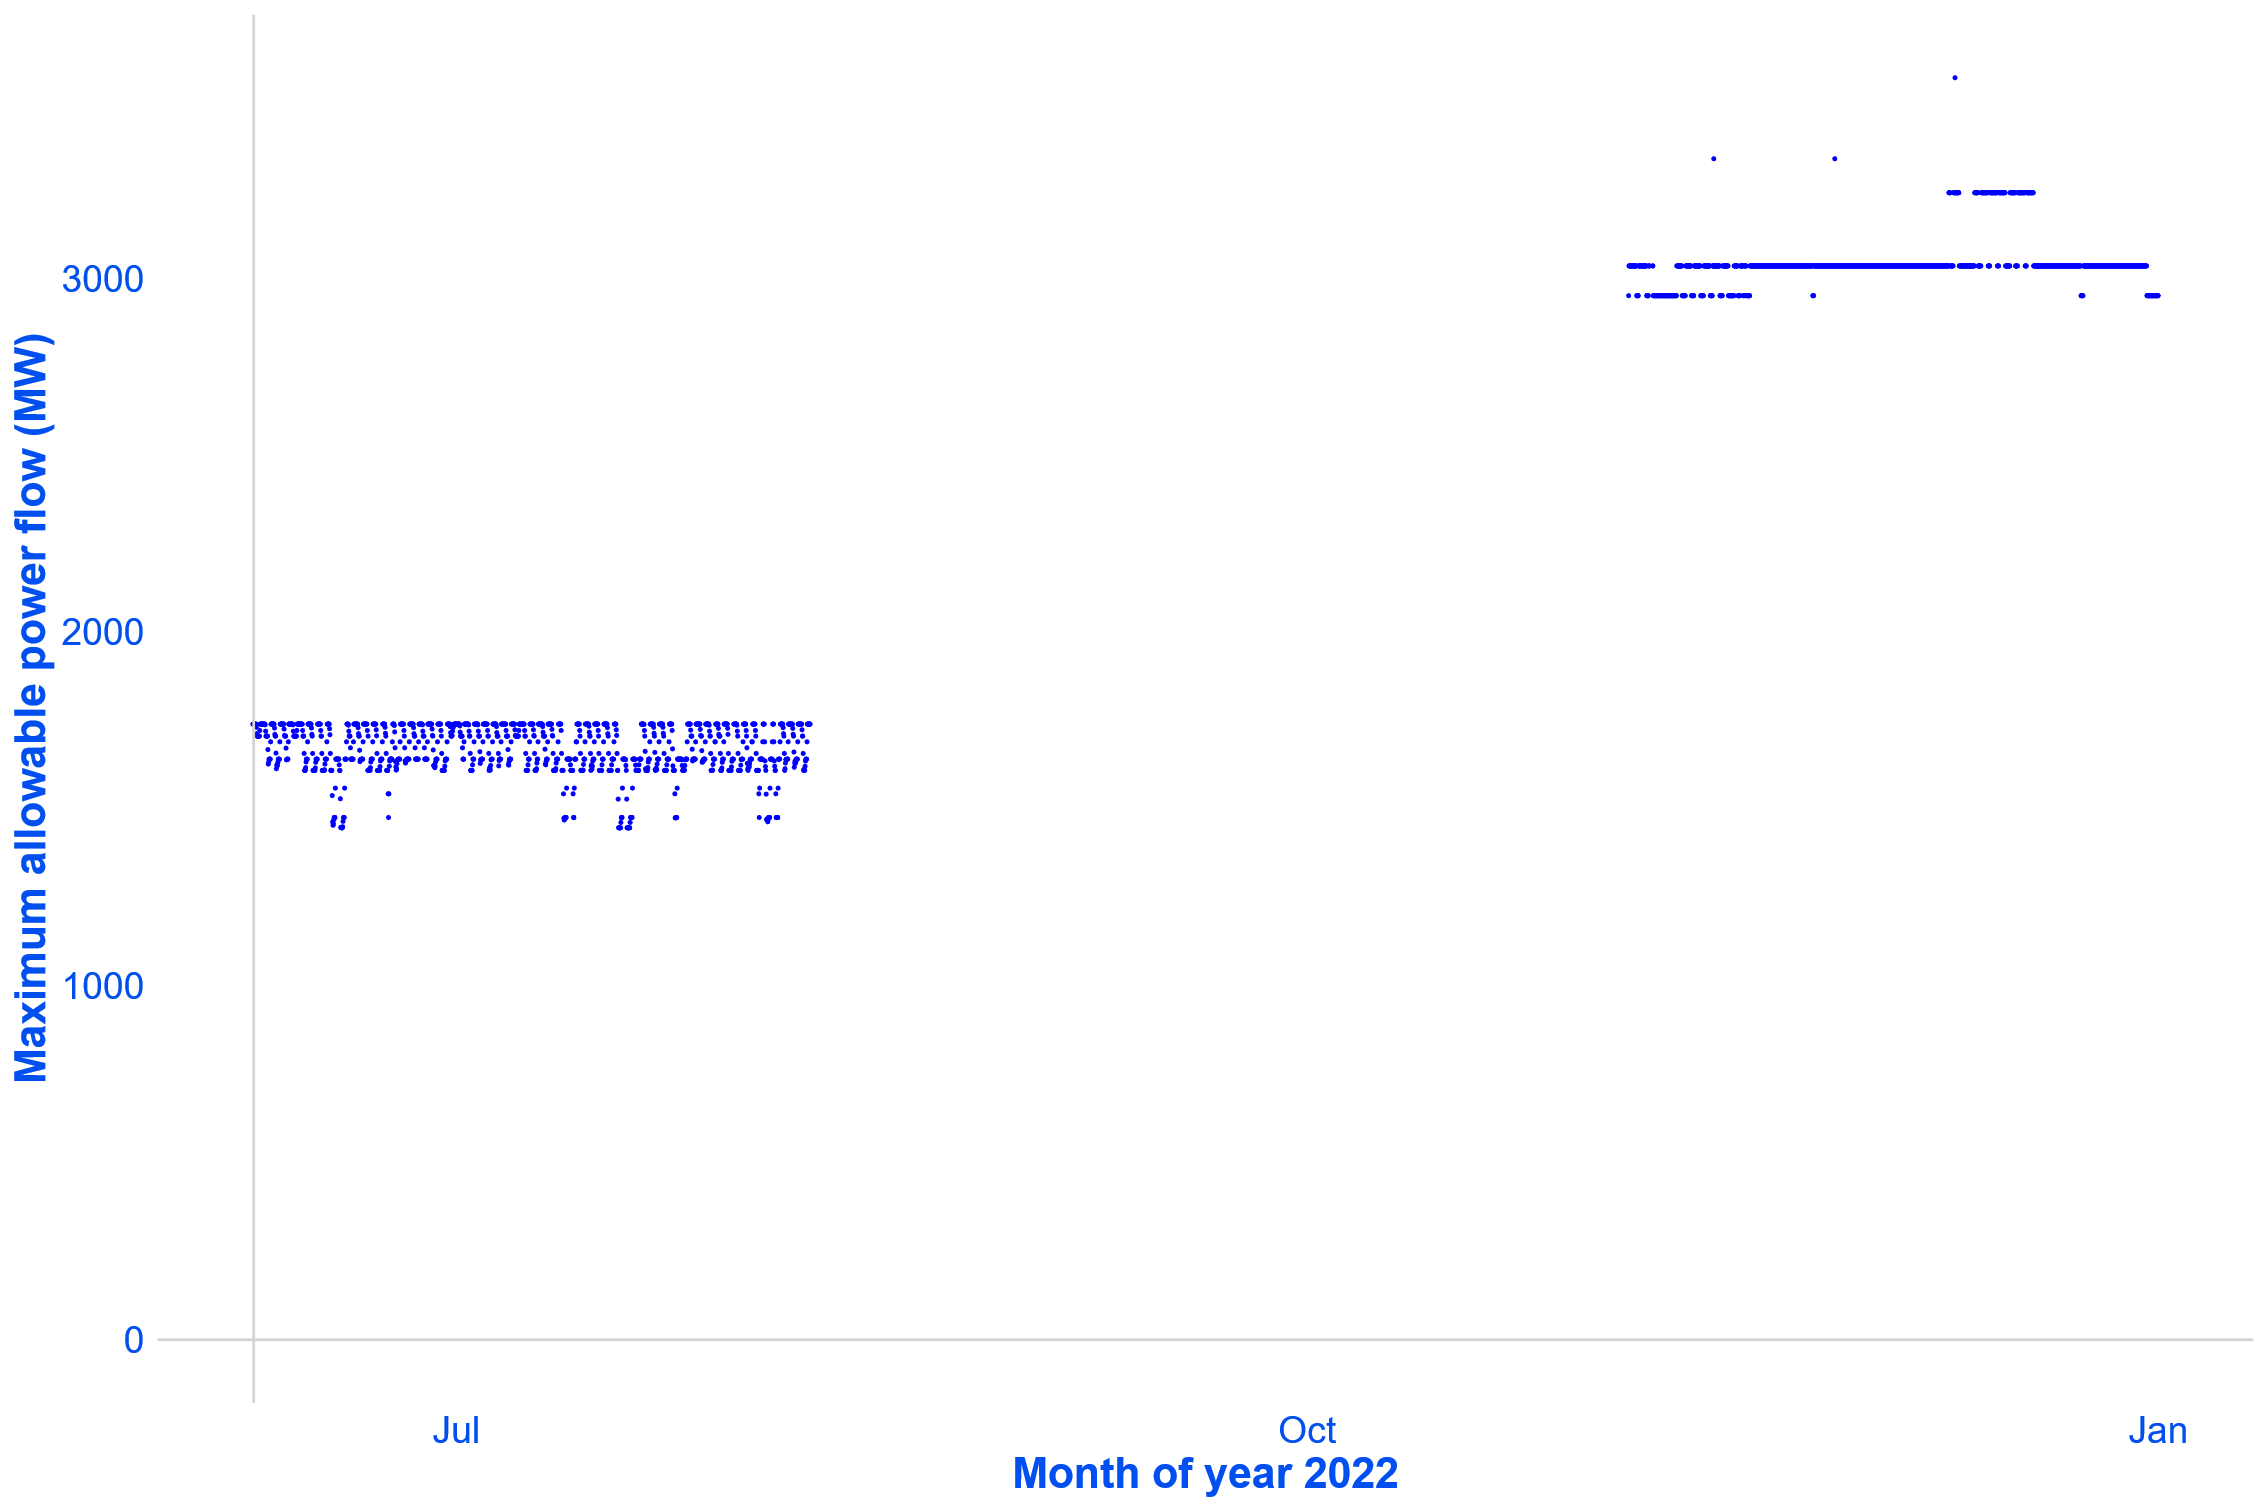 Maximum allowable power flow (MW)
3000
2000
1000
0
Jul
Oct
Jan
Month of year 2022